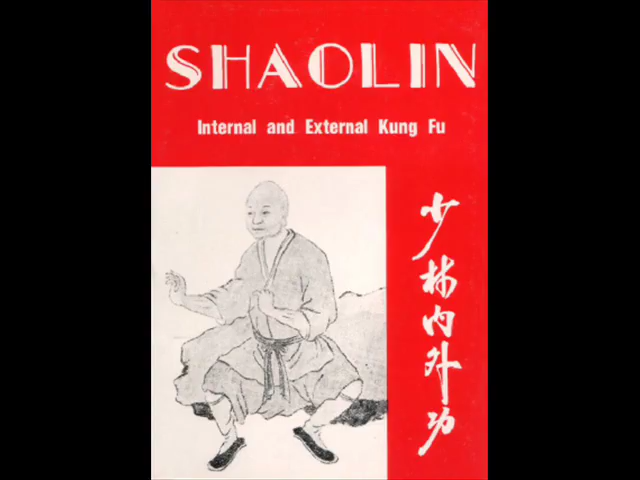 SHAOLIN
Internal and External Kung Fu
少林内外功